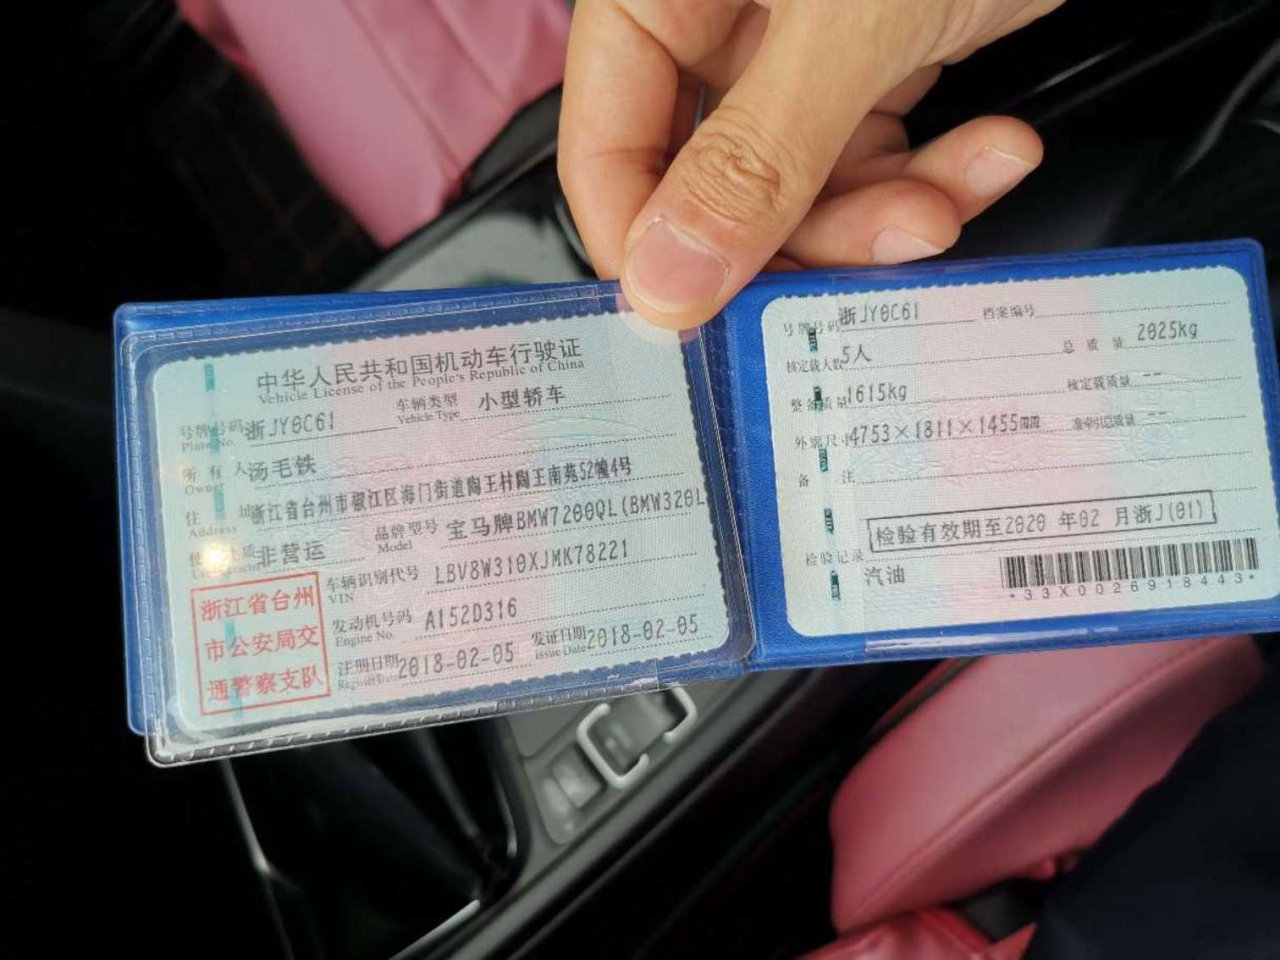 中华人民共和国机动车行驶证
Vehicle License of the People's Republic of China
号牌号码 浙JY0C61 车辆类型 小型轿车
Plate No. Vehicle Type
所有人 汤毛铁
Owner
住址 浙江省台州市椒江区海门街道陶王村陶王南苑52幢4号
Address
使用性质 非营运 品牌型号 宝马牌BMW7200QL(BMW320L
Model
浙江省台州
市公安局交
通警察支队
车辆识别代号 LBV8W310XJMK78221
VIN
发动机号码 A152D316
Engine No.
注册日期 2018-02-05 发证日期 2018-02-05
Register Date Issue Date
号牌号码 浙JY0C61 档案编号
核定载人数 5人 总质量 2025kg
整备质量 1615kg 核定载质量 --
外廓尺寸 4753×1811×1455mm 准牵引总质量 --
备注
检验有效期至2020 年02 月浙J(01)
检验记录
汽油
*33X0026918443*